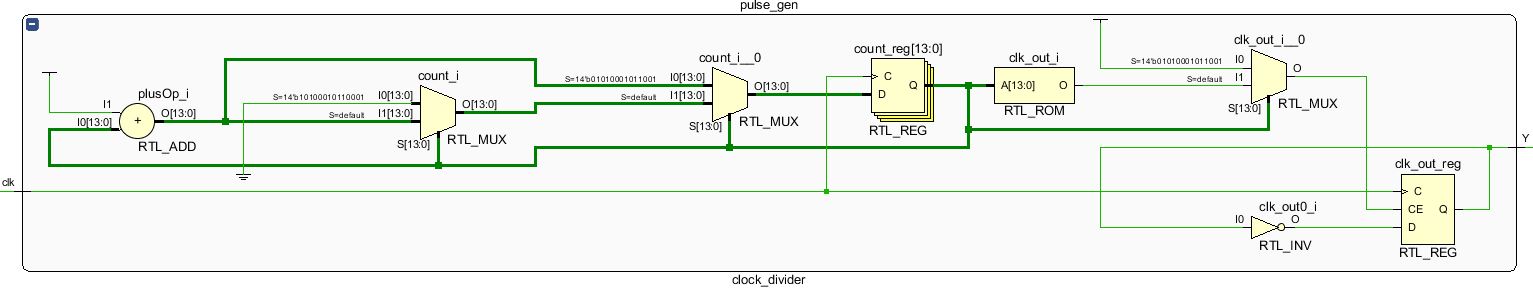 pulse_gen
plusOp_i
I1
I0[13:0]
+
O[13:0]
RTL_ADD
count_i
S=14'b10100010110001
I0[13:0]
S=default
I1[13:0]
O[13:0]
S[13:0]
RTL_MUX
count_i__0
S=14'b01010001011001
I0[13:0]
S=default
I1[13:0]
O[13:0]
S[13:0]
RTL_MUX
count_reg[13:0]
C
D
Q
RTL_REG
clk_out_i
A[13:0]
O
RTL_ROM
clk_out_i__0
S=14'b01010001011001
I0
S=default
I1
O
S[13:0]
RTL_MUX
clk
Y
clk_out0_i
I0
O
RTL_INV
clk_out_reg
C
CE
D
Q
RTL_REG
clock_divider